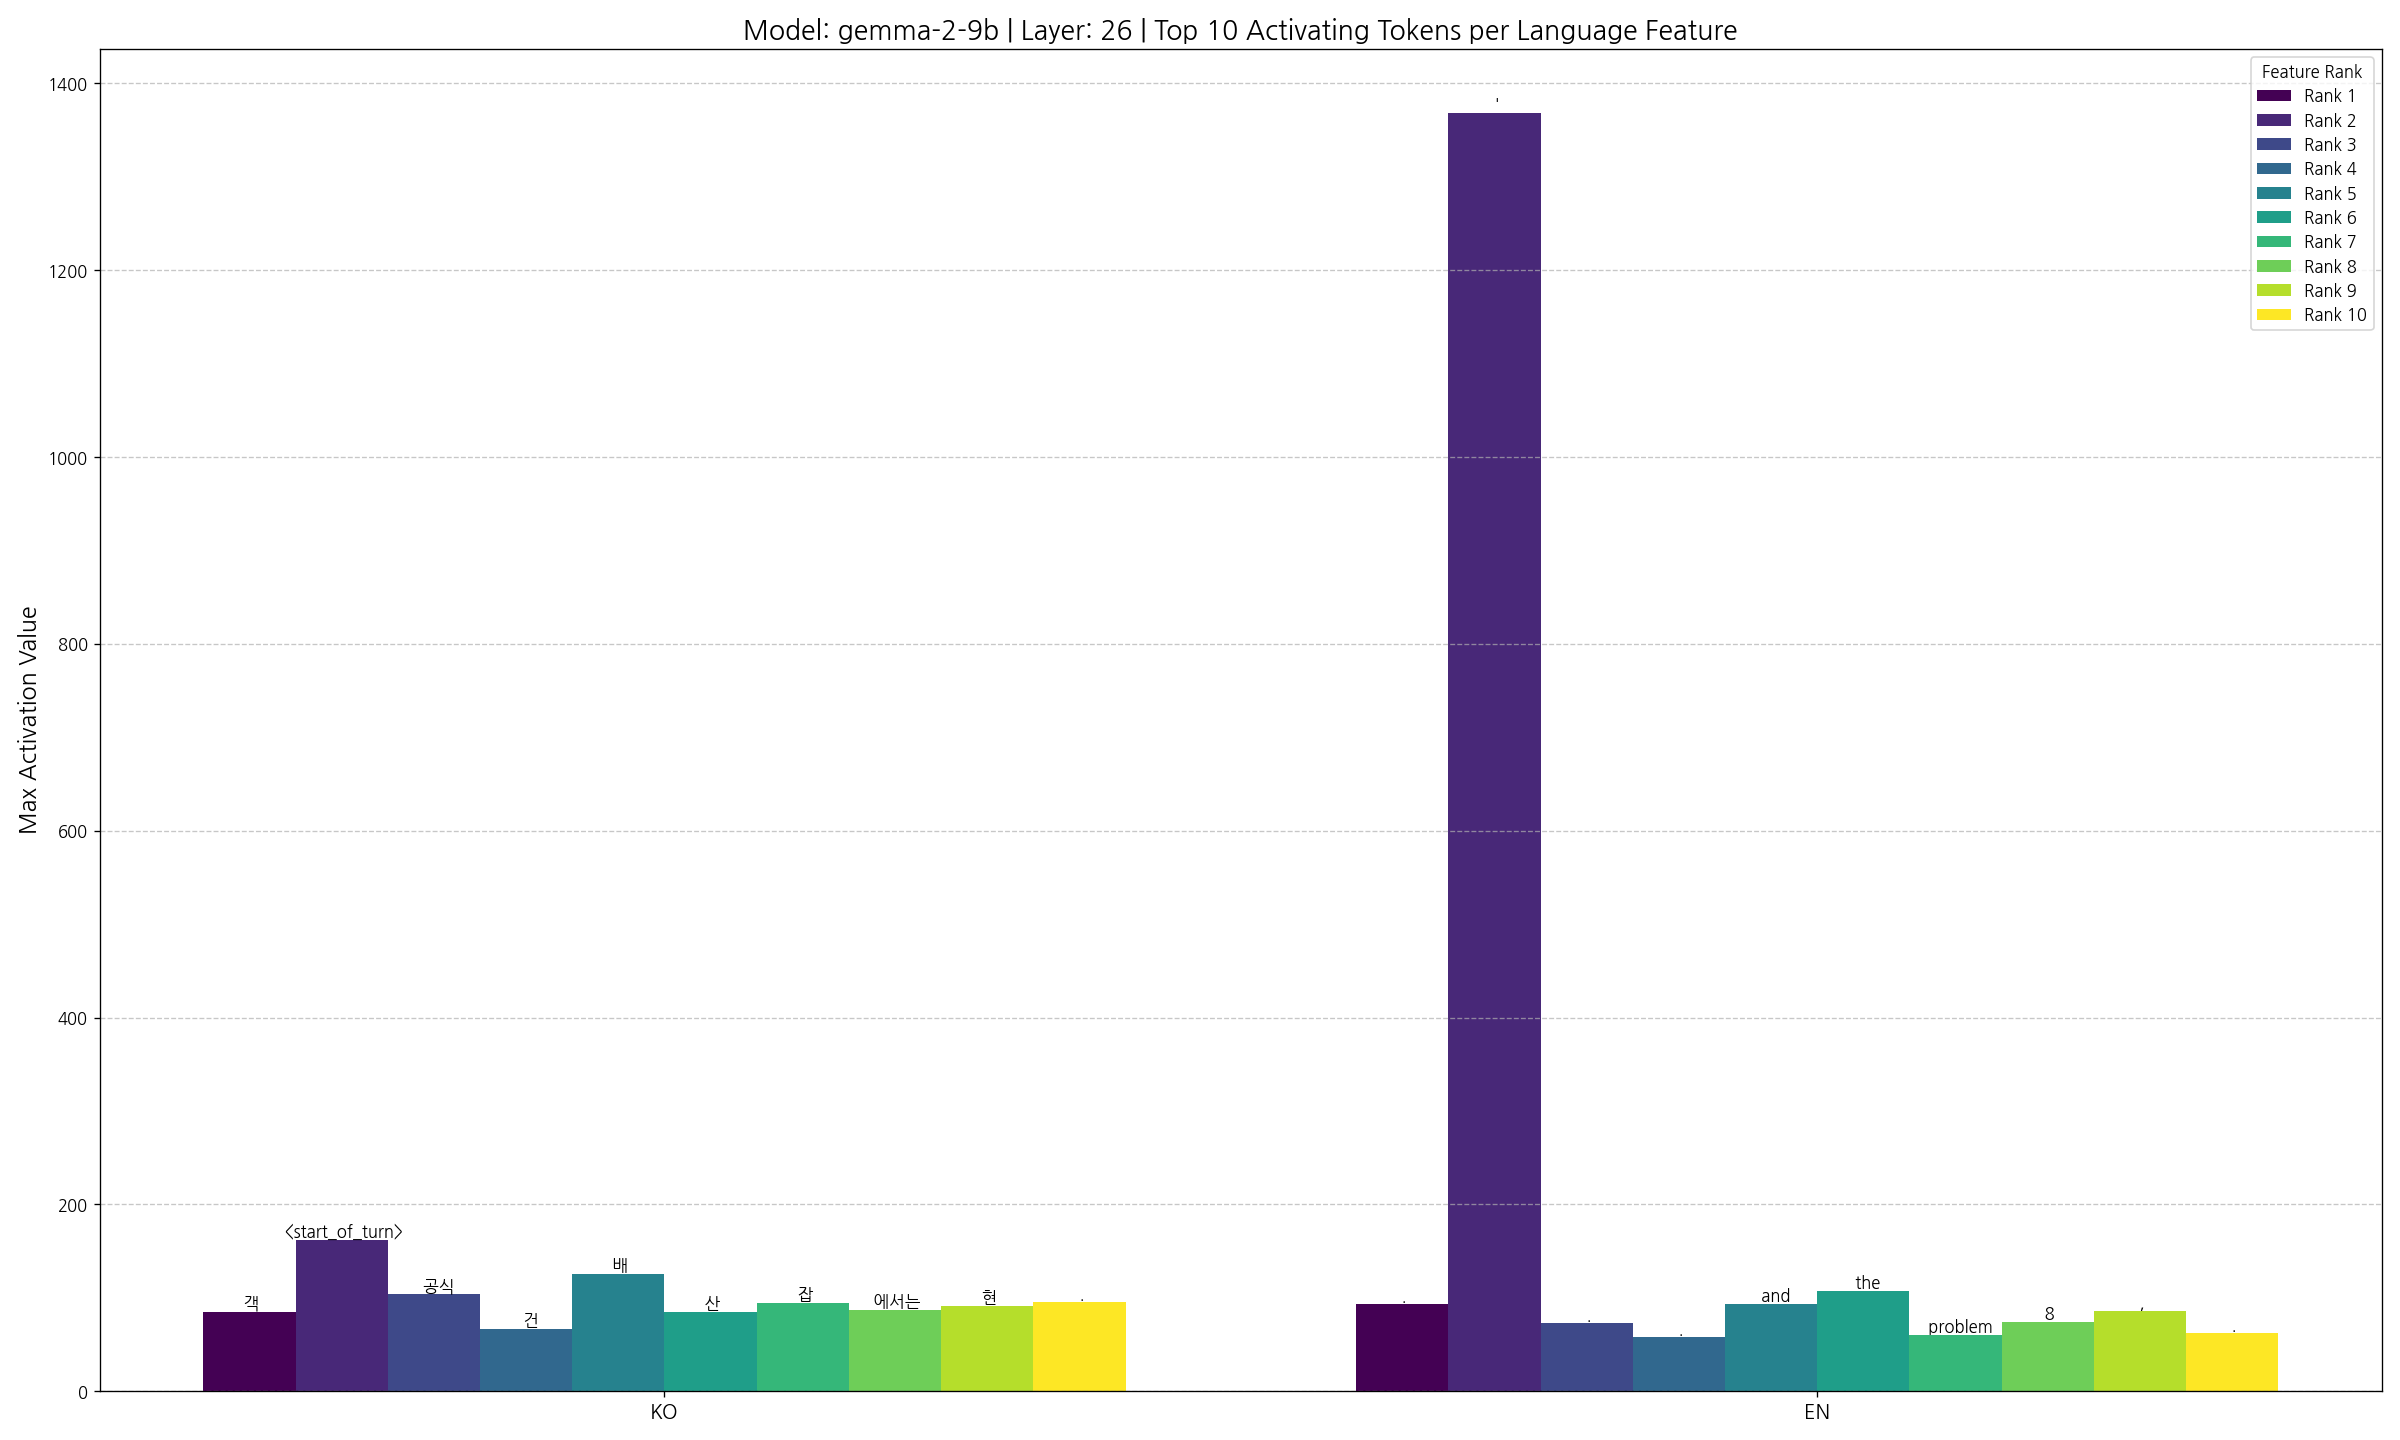 Model: gemma-2-9b | Layer: 26 | Top 10 Activating Tokens per Language Feature
Max Activation Value
1400
1200
1000
800
600
400
200
0
Feature Rank
Rank 1
Rank 2
Rank 3
Rank 4
Rank 5
Rank 6
Rank 7
Rank 8
Rank 9
Rank 10
객
<start_of_turn>
공식
건
배
산
잡
에서는
현
.
.
'
.
.
and
the
problem
8
,
.
KO
EN